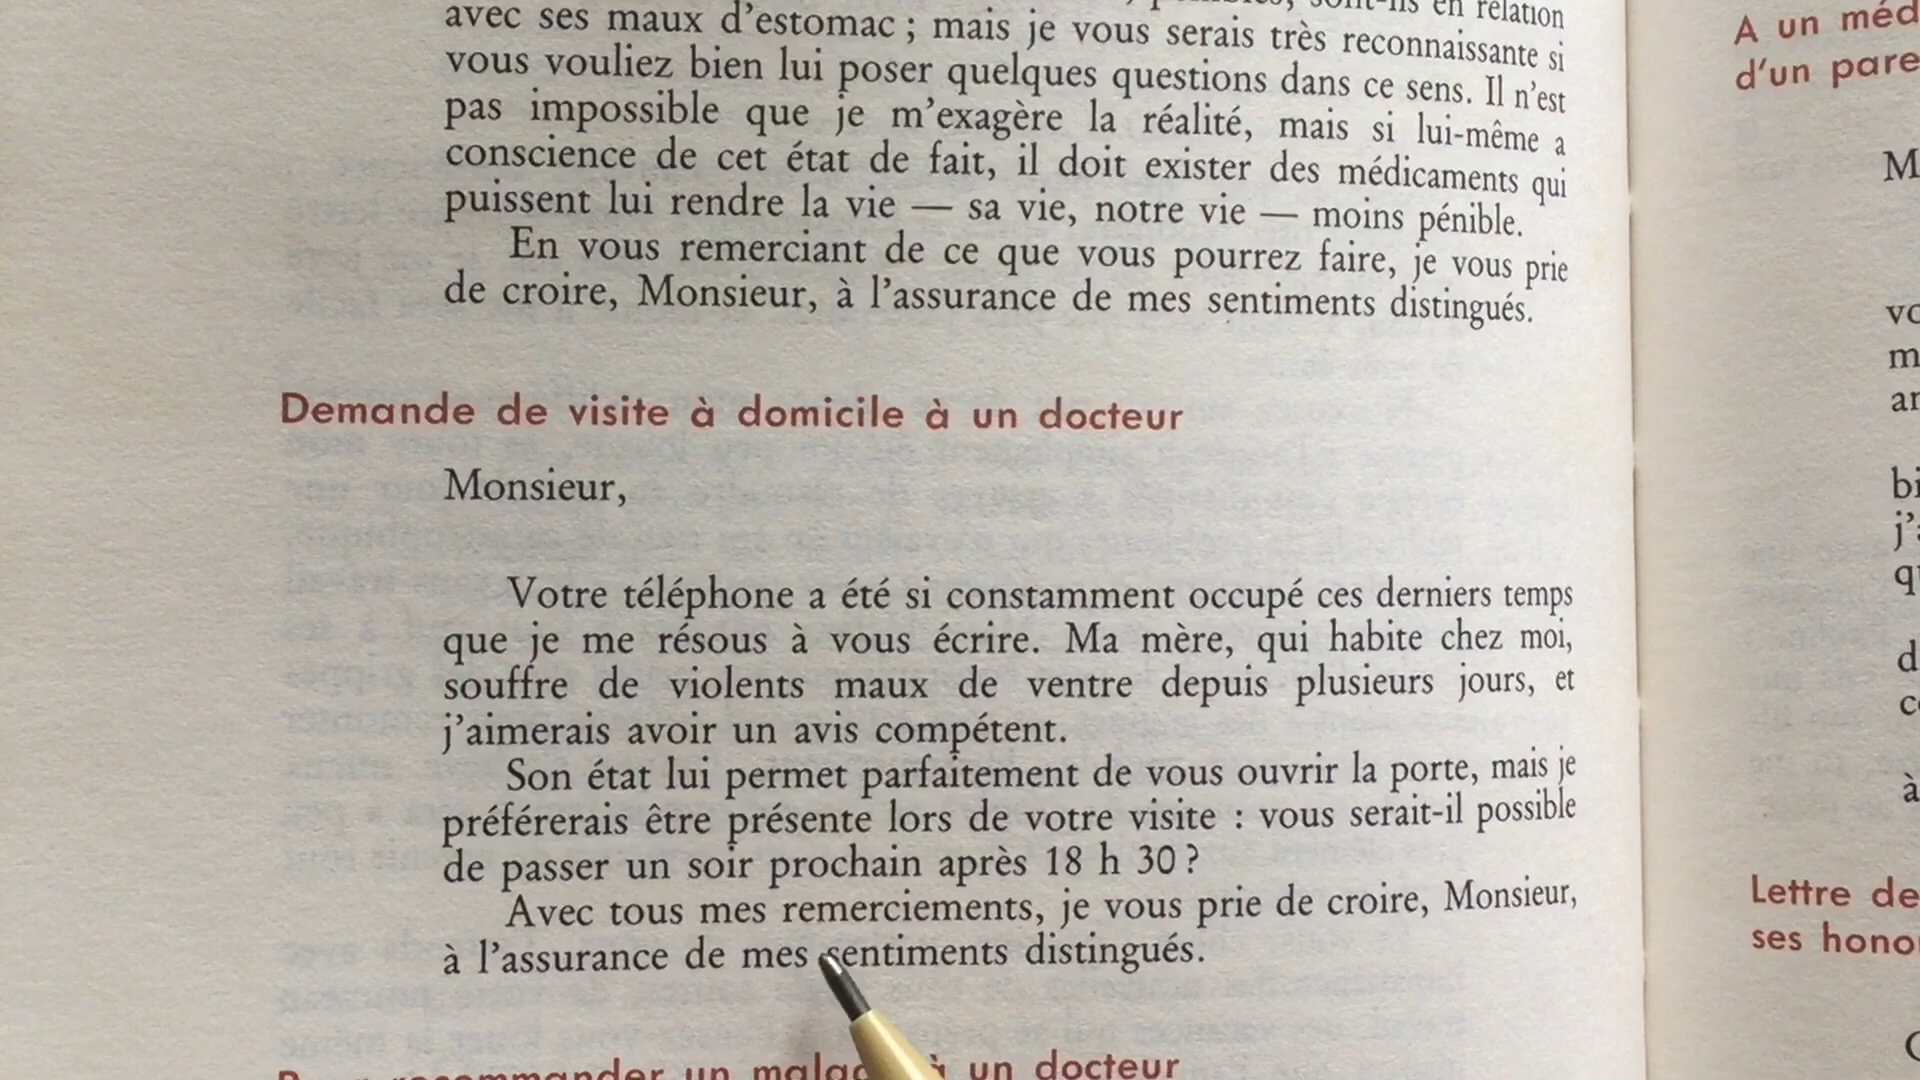 sont-ils en relation
avec ses maux d'estomac ; mais je vous serais très reconnaissante si
vous vouliez bien lui poser quelques questions dans ce sens. Il n'est
pas impossible que je m'exagère la réalité, mais si lui-même a
conscience de cet état de fait, il doit exister des médicaments qui
puissent lui rendre la vie — sa vie, notre vie — moins pénible.
En vous remerciant de ce que vous pourrez faire, je vous prie
de croire, Monsieur, à l'assurance de mes sentiments distingués.
Demande de visite à domicile à un docteur
Monsieur,
Votre téléphone a été si constamment occupé ces derniers temps
que je me résous à vous écrire. Ma mère, qui habite chez moi,
souffre de violents maux de ventre depuis plusieurs jours, et
j'aimerais avoir un avis compétent.
Son état lui permet parfaitement de vous ouvrir la porte, mais je
préférerais être présente lors de votre visite : vous serait-il possible
de passer un soir prochain après 18 h 30 ?
Avec tous mes remerciements, je vous prie de croire, Monsieur,
à l'assurance de mes sentiments distingués.
recommander un à un docteur
A un
d'un
Lettre de
ses